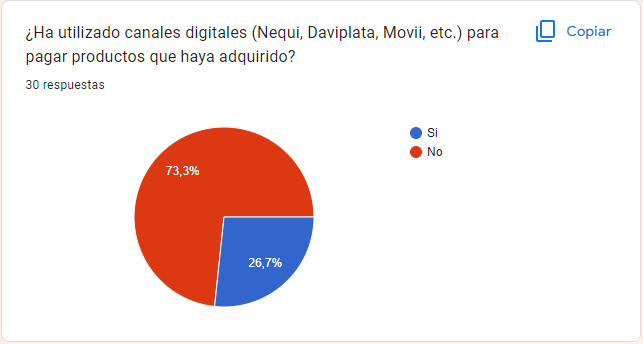 ¿Ha utilizado canales digitales (Nequi, Daviplata, Movii, etc.) para
pagar productos que haya adquirido?
Copiar
30 respuestas
Si
No
73,3%
26,7%